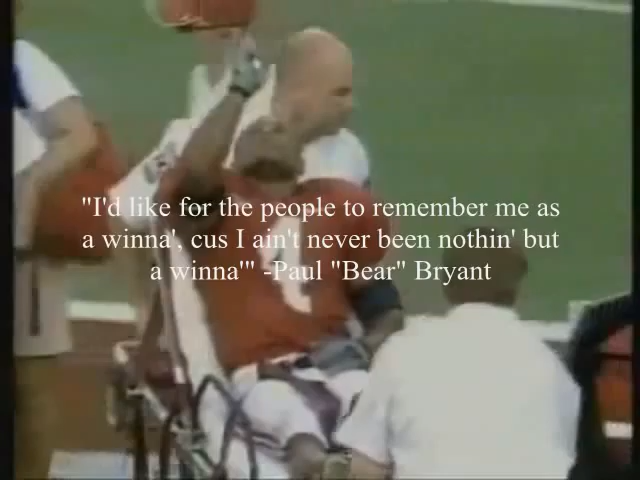 "I'd like for the people to remember me as
a winna', cus I ain't never been nothin' but
a winna'" -Paul "Bear" Bryant